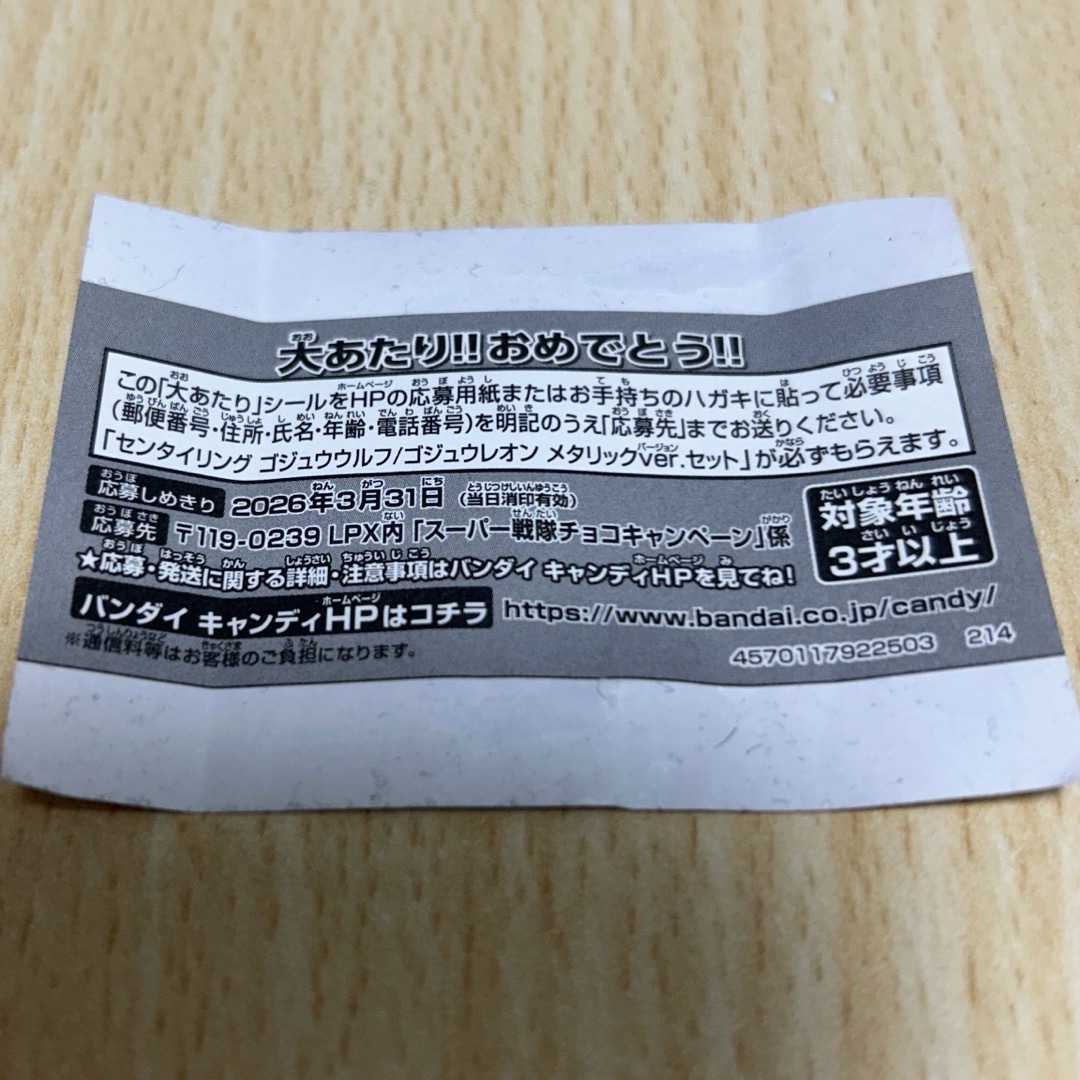 大あたり!!おめでとう!!
この「大あたり」シールをHPの応募用紙またはお手持ちのハガキに貼って必要事項
(郵便番号・住所・氏名・年齢・電話番号)を明記のうえ「応募先」までお送りください。
「センタイリング ゴジュウウルフ/ゴジュウレオン メタリックver.セット」が必ずもらえます。
応募しめきり 2026年3月31日 (当日消印有効)
応募先 〒119-0239 LPX内 「スーパー戦隊チョコキャンペーン」係
対象年齢
3才以上
★応募・発送に関する詳細・注意事項はバンダイ キャンディHPを見てね!
バンダイ キャンディHPはコチラ https://www.bandai.co.jp/candy/
※通信料等はお客様のご負担になります。
4570117922503 214